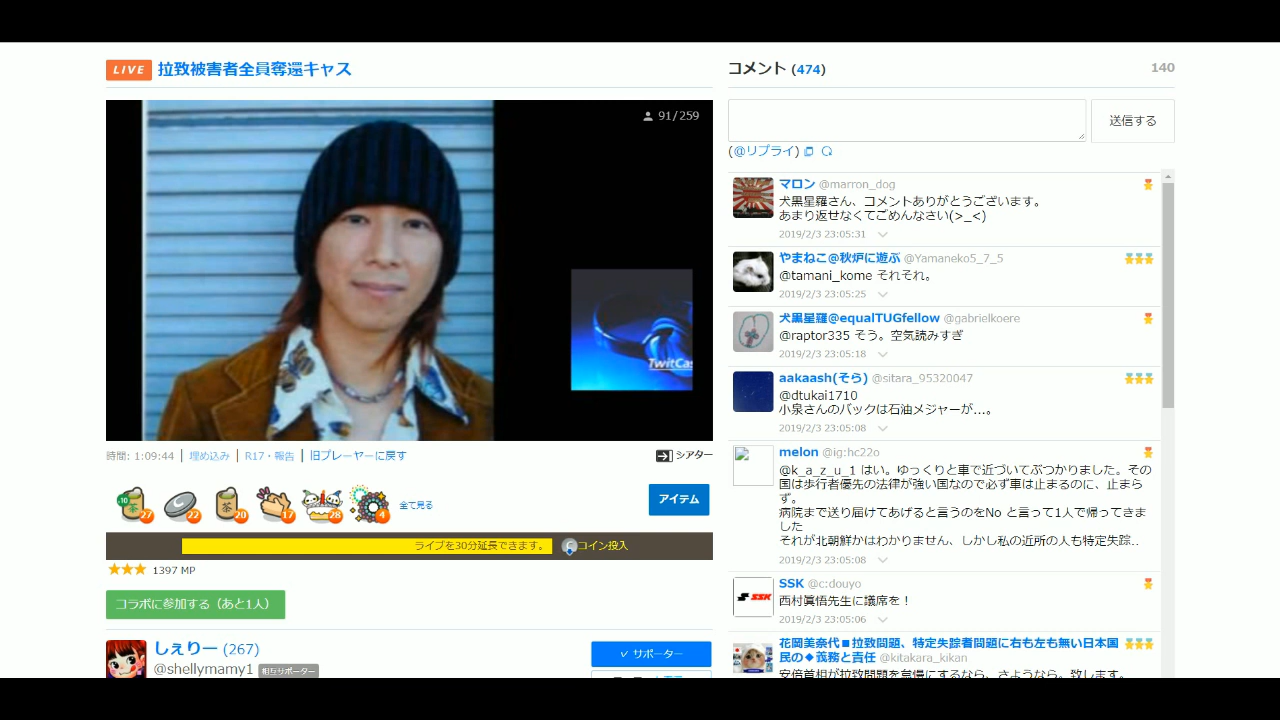 LIVE 拉致被害者全員奪還キャス
91/259
TwitCas
時間: 1:09:44 | 埋め込み | R17・報告 | 旧プレーヤーに戻す
シアター
10 27 22 20 17 28 4 全て見る
アイテム
ライブを30分延長できます。 コイン投入
1397 MP
コラボに参加する（あと1人）
しぇりー (267)
@shellymamy1 相互サポーター
サポーター
コメント (474)
140
送信する
(@リプライ)
マロン @marron_dog
犬黒星羅さん、コメントありがとうございます。
あまり返せなくてごめんなさい(>_<)
2019/2/3 23:05:31
やまねこ@秋炉に遊ぶ @Yamaneko5_7_5
@tamani_kome それそれ。
2019/2/3 23:05:25
犬黒星羅@equalTUGfellow @gabrielkoere
@raptor335 そう。空気読みすぎ
2019/2/3 23:05:18
aakaash(そら) @sitara_95320047
@dtukai1710
小泉さんのバックは石油メジャーが…。
2019/2/3 23:05:08
melon @ig:hc22o
@k_a_z_u_1 はい。ゆっくりと車で近づいてぶつかりました。その
国は歩行者優先の法律が強い国なので必ず車は止まるのに、止まら
ず。
病院まで送り届けてあげると言うのをNo と言って1人で帰ってきま
した
それが北朝鮮かはわかりません、しかし私の近所の人も特定失踪..
2019/2/3 23:05:08
SSK @c:douyo
SSK
西村眞悟先生に議席を！
2019/2/3 23:05:06
花岡美奈代■拉致問題、特定失踪者問題に右も左も無い日本国
民の◆義務と責任 @kitakara_kikan
安倍首相が拉致問題を怠慢にするなら、さようなら。致します。